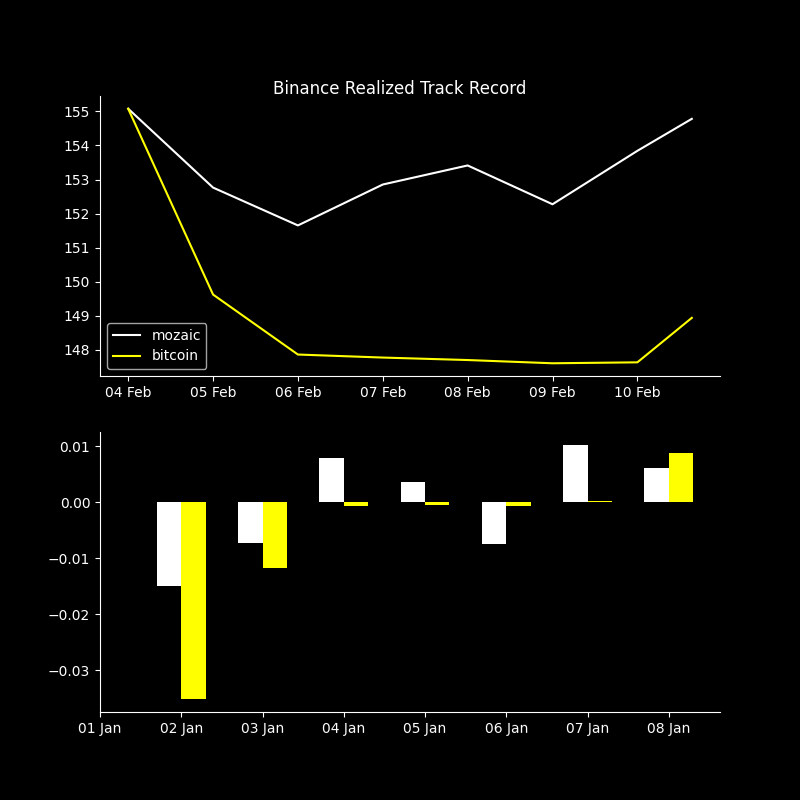 Binance Realized Track Record
155
154
153
152
151
150
149
148
mozaic
bitcoin
04 Feb 05 Feb 06 Feb 07 Feb 08 Feb 09 Feb 10 Feb
0.01
0.00
−0.01
−0.02
−0.03
01 Jan 02 Jan 03 Jan 04 Jan 05 Jan 06 Jan 07 Jan 08 Jan